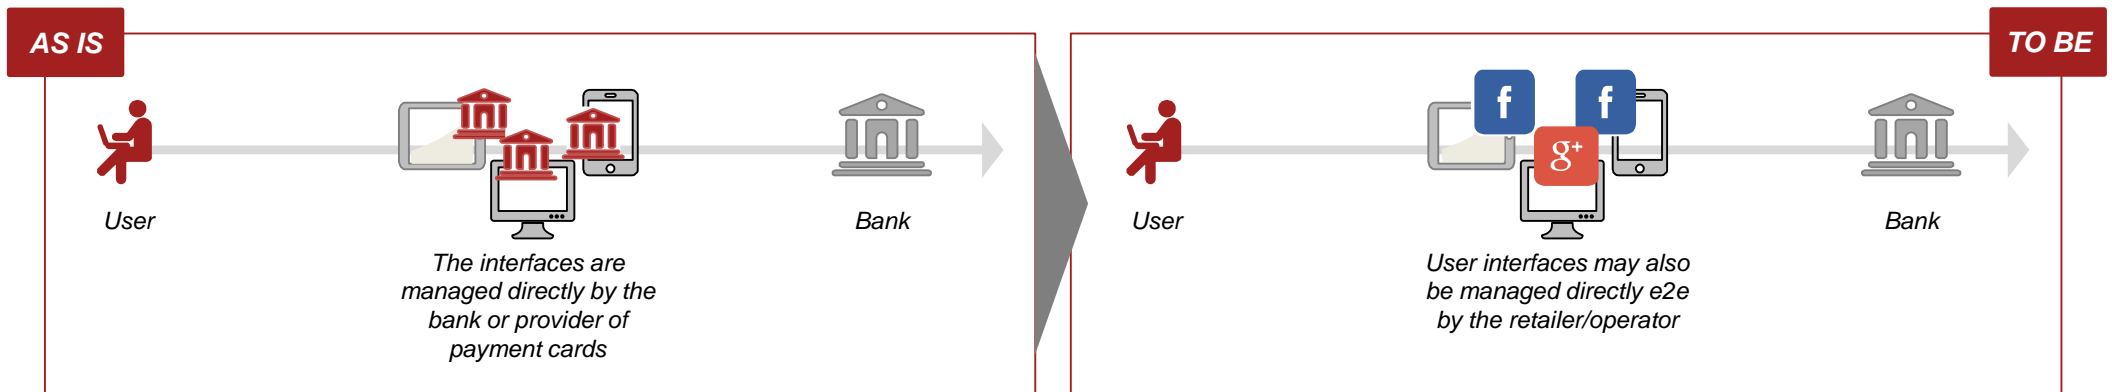 AS IS
User
The interfaces are
managed directly by the
bank or provider of
payment cards
Bank
TO BE
User
f
f
g+
User interfaces may also
be managed directly e2e
by the retailer/operator
Bank